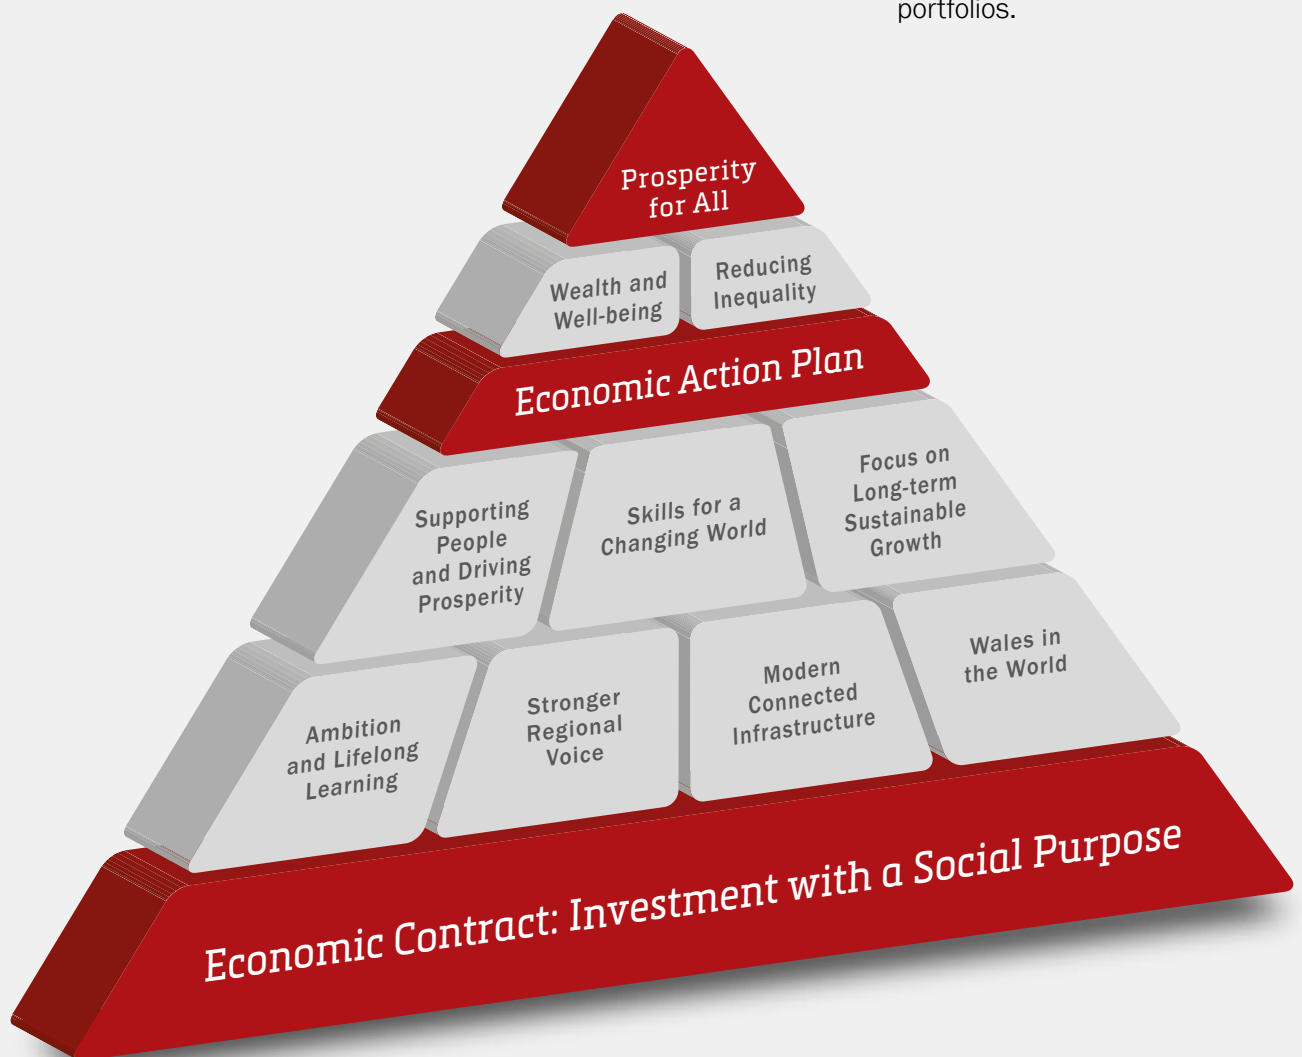 portfolios.
Prosperity
for All
Wealth and
Well-being
Reducing
Inequality
Economic Action Plan
Supporting
People
and Driving
Prosperity
Skills for a
Changing World
Focus on
Long-term
Sustainable
Growth
Ambition
and Lifelong
Learning
Stronger
Regional
Voice
Modern
Connected
Infrastructure
Wales in
the World
Economic Contract: Investment with a Social Purpose